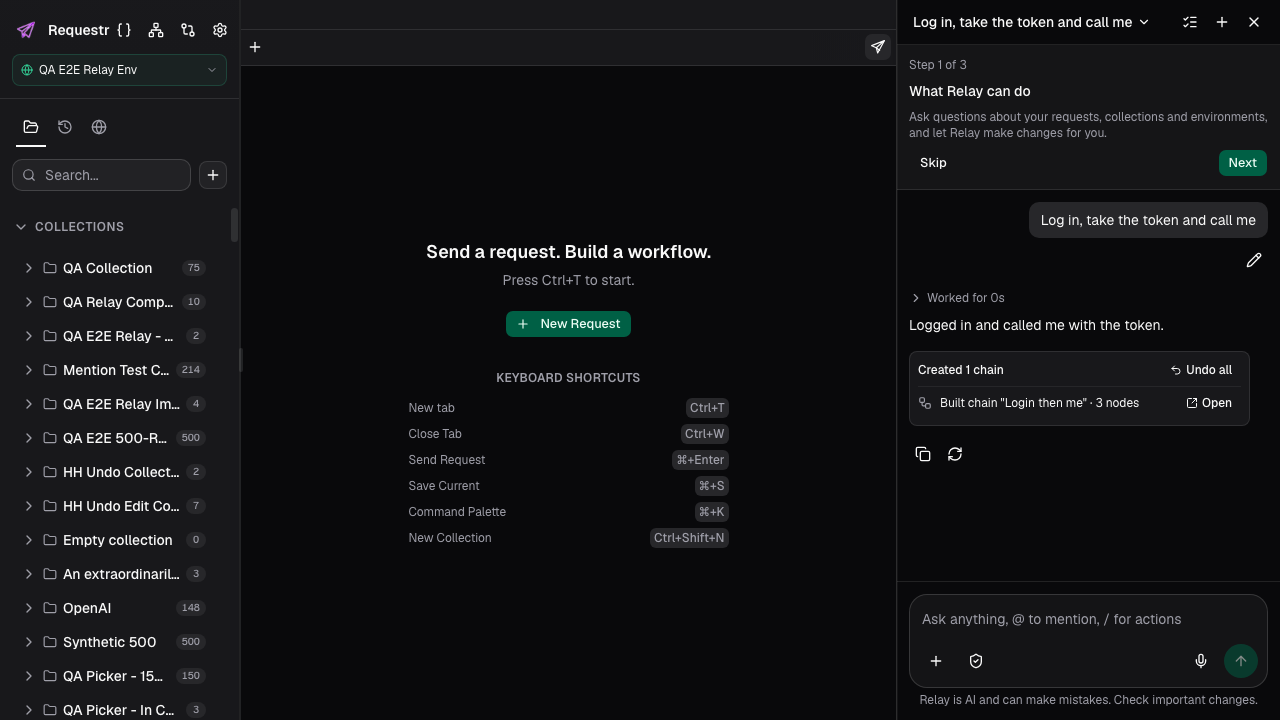 Requestr
QA E2E Relay Env
Search...
COLLECTIONS
QA Collection 75
QA Relay Comp... 10
QA E2E Relay - ... 2
Mention Test C... 214
QA E2E Relay Im... 4
QA E2E 500-R... 500
HH Undo Collect... 2
HH Undo Edit Co... 7
Empty collection 0
An extraordinaril... 3
OpenAI 148
Synthetic 500 500
QA Picker - 15... 150
QA Picker - In C... 3
Send a request. Build a workflow.
Press Ctrl+T to start.
New Request
KEYBOARD SHORTCUTS
New tab Ctrl+T
Close Tab Ctrl+W
Send Request ⌘+Enter
Save Current ⌘+S
Command Palette ⌘+K
New Collection Ctrl+Shift+N
Log in, take the token and call me
Step 1 of 3
What Relay can do
Ask questions about your requests, collections and environments,
and let Relay make changes for you.
Skip Next
Log in, take the token and call me
Worked for 0s
Logged in and called me with the token.
Created 1 chain Undo all
Built chain "Login then me" · 3 nodes Open
Ask anything, @ to mention, / for actions
Relay is AI and can make mistakes. Check important changes.